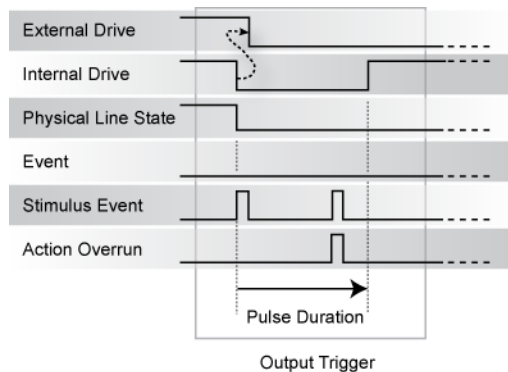 External Drive
Internal Drive
Physical Line State
Event
Stimulus Event
Action Overrun
Pulse Duration
Output Trigger